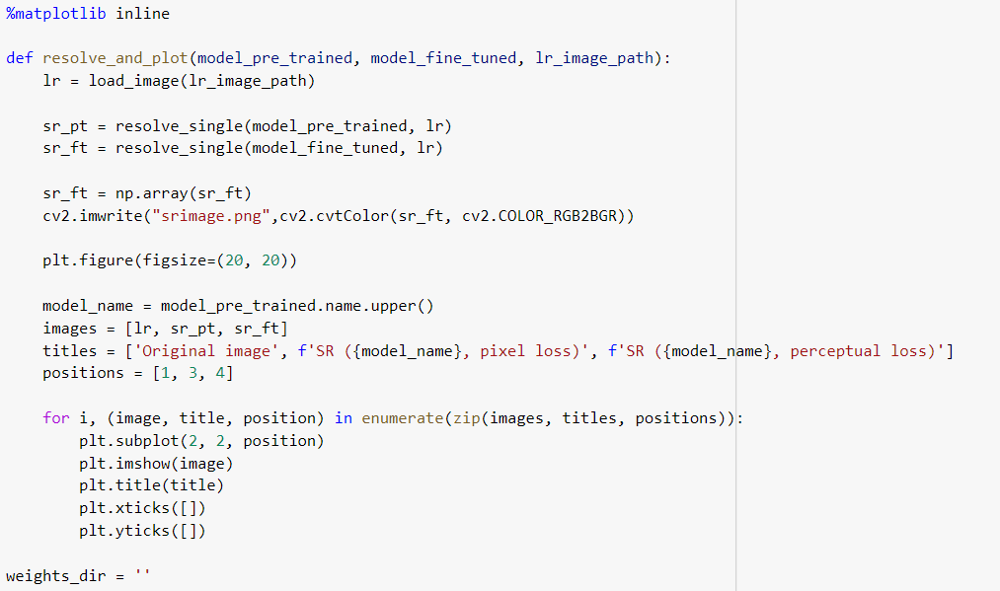 %matplotlib inline
def resolve_and_plot(model_pre_trained, model_fine_tuned, lr_image_path):
    lr = load_image(lr_image_path)
    sr_pt = resolve_single(model_pre_trained, lr)
    sr_ft = resolve_single(model_fine_tuned, lr)
    sr_ft = np.array(sr_ft)
    cv2.imwrite("srimage.png",cv2.cvtColor(sr_ft, cv2.COLOR_RGB2BGR))
    plt.figure(figsize=(20, 20))
    model_name = model_pre_trained.name.upper()
    images = [lr, sr_pt, sr_ft]
    titles = ['Original image', f'SR ({model_name}, pixel loss)', f'SR ({model_name}, perceptual loss)']
    positions = [1, 3, 4]
    for i, (image, title, position) in enumerate(zip(images, titles, positions)):
        plt.subplot(2, 2, position)
        plt.imshow(image)
        plt.title(title)
        plt.xticks([])
        plt.yticks([])
weights_dir = ''